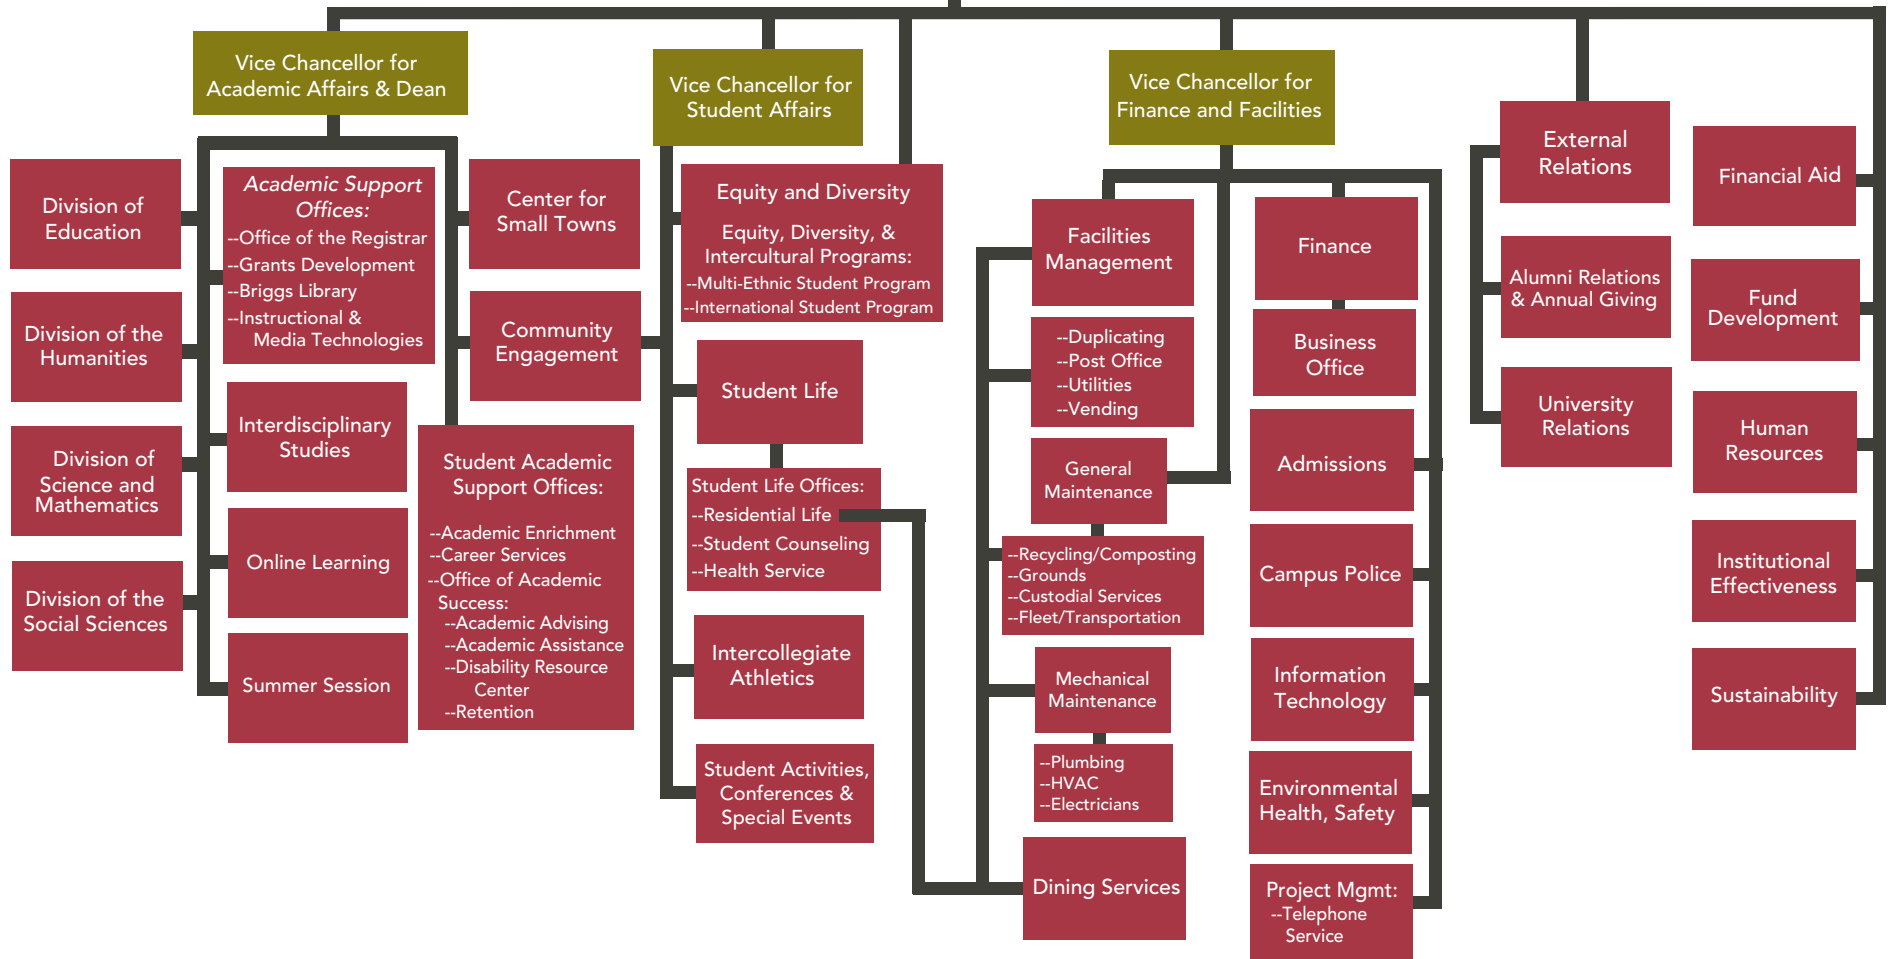 Vice Chancellor for
Academic Affairs & Dean
Division of
Education
Division of the
Humanities
Division of
Science and
Mathematics
Division of the
Social Sciences
Academic Support
Offices:
--Office of the Registrar
--Grants Development
--Briggs Library
--Instructional &
Media Technologies
Interdisciplinary
Studies
Online Learning
Summer Session
Center for
Small Towns
Community
Engagement
Student Academic
Support Offices:
--Academic Enrichment
--Career Services
--Office of Academic
Success:
--Academic Advising
--Academic Assistance
--Disability Resource
Center
--Retention
Vice Chancellor for
Student Affairs
Equity and Diversity
Equity, Diversity, &
Intercultural Programs:
--Multi-Ethnic Student Program
--International Student Program
Student Life
Student Life Offices:
--Residential Life
--Student Counseling
--Health Service
Intercollegiate
Athletics
Student Activities,
Conferences &
Special Events
Vice Chancellor for
Finance and Facilities
Facilities
Management
--Duplicating
--Post Office
--Utilities
--Vending
General
Maintenance
--Recycling/Composting
--Grounds
--Custodial Services
--Fleet/Transportation
Mechanical
Maintenance
--Plumbing
--HVAC
--Electricians
Dining Services
Finance
Business
Office
Admissions
Campus Police
Information
Technology
Environmental
Health, Safety
Project Mgmt:
--Telephone
Service
External
Relations
Alumni Relations
& Annual Giving
University
Relations
Financial Aid
Fund
Development
Human
Resources
Institutional
Effectiveness
Sustainability